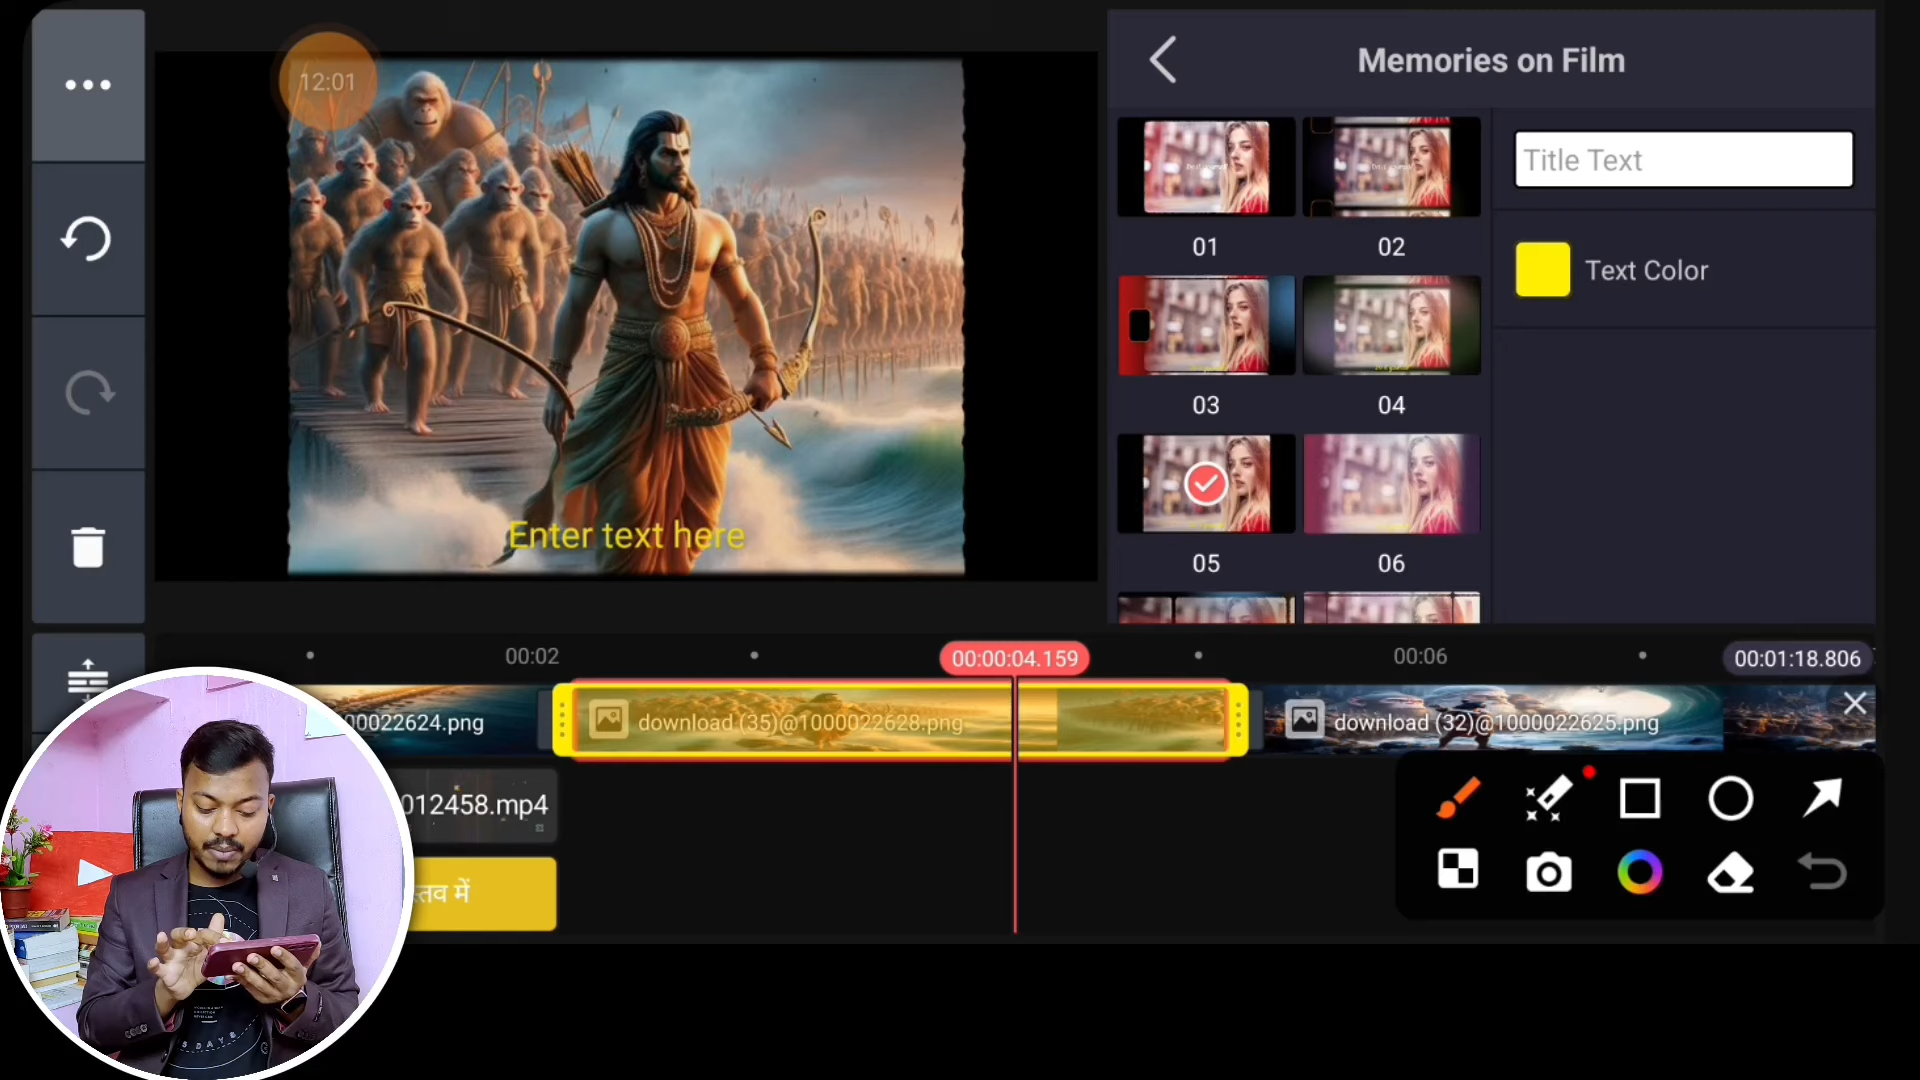 12:01
Memories on Film
Title Text
01
02
Text Color
03
04
Enter text here
05
06
00:02
00:00:04.159
00:06
00:01:18.806
00022624.png
download (35)@1000022628.png
download (32)@1000022625.png
012458.mp4
स्तव में